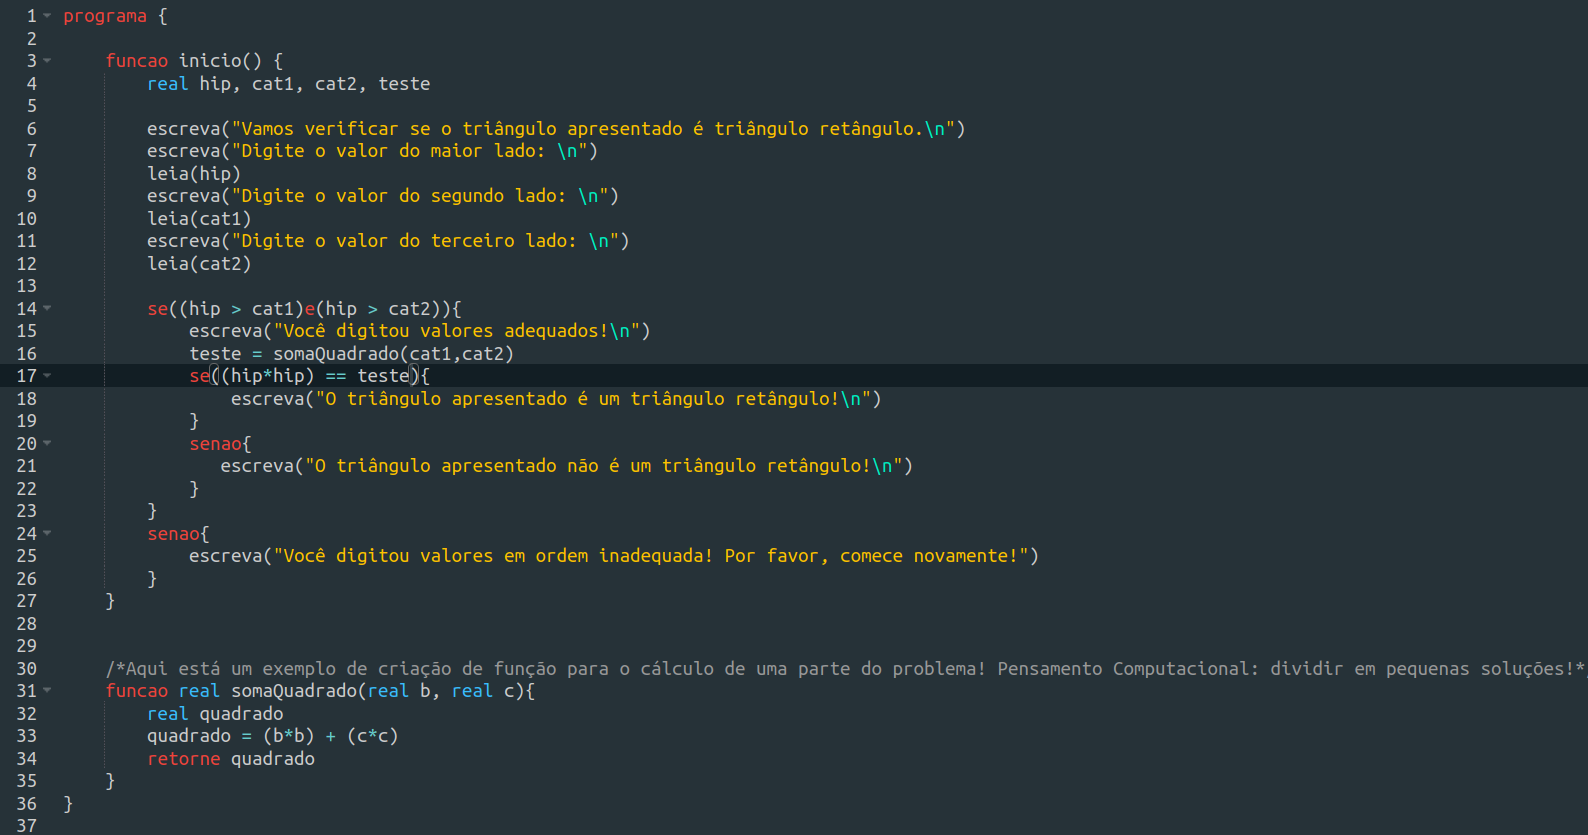 1 programa {
2
3     funcao inicio() {
4         real hip, cat1, cat2, teste
5
6         escreva("Vamos verificar se o triângulo apresentado é triângulo retângulo.\n")
7         escreva("Digite o valor do maior lado: \n")
8         leia(hip)
9         escreva("Digite o valor do segundo lado: \n")
10         leia(cat1)
11         escreva("Digite o valor do terceiro lado: \n")
12         leia(cat2)
13
14         se((hip > cat1)e(hip > cat2)){
15             escreva("Você digitou valores adequados!\n")
16             teste = somaQuadrado(cat1,cat2)
17             se((hip*hip) == teste){
18                 escreva("O triângulo apresentado é um triângulo retângulo!\n")
19             }
20             senao{
21                escreva("O triângulo apresentado não é um triângulo retângulo!\n")
22             }
23         }
24         senao{
25             escreva("Você digitou valores em ordem inadequada! Por favor, comece novamente!")
26         }
27     }
28
29
30     /*Aqui está um exemplo de criação de função para o cálculo de uma parte do problema! Pensamento Computacional: dividir em pequenas soluções!*
31     funcao real somaQuadrado(real b, real c){
32         real quadrado
33         quadrado = (b*b) + (c*c)
34         retorne quadrado
35     }
36 }
37